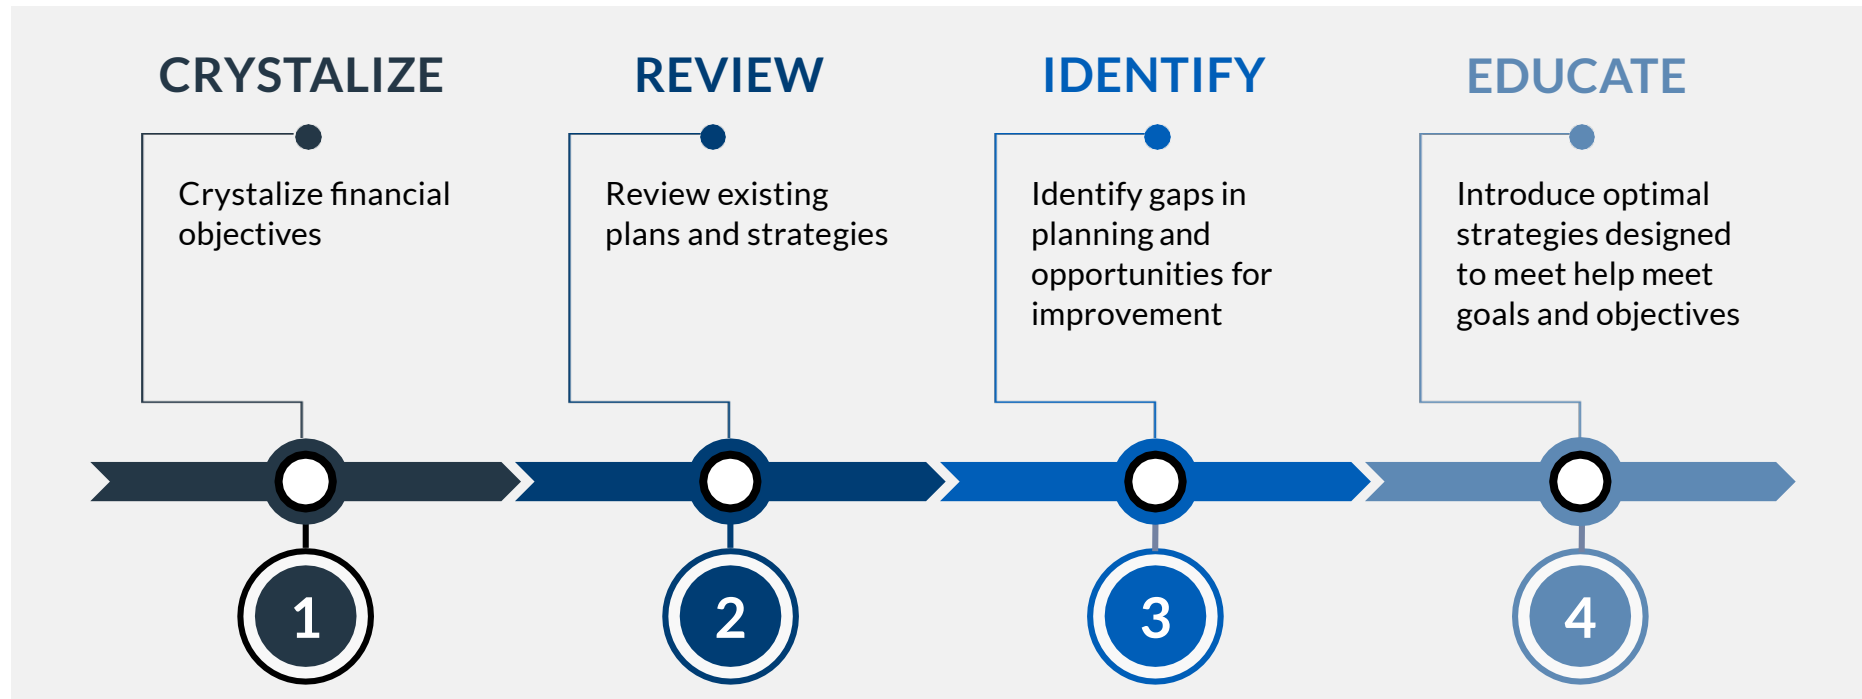 CRYSTALIZE
Crystalize financial
objectives
1
REVIEW
Review existing
plans and strategies
2
IDENTIFY
Identify gaps in
planning and
opportunities for
improvement
3
EDUCATE
Introduce optimal
strategies designed
to meet help meet
goals and objectives
4